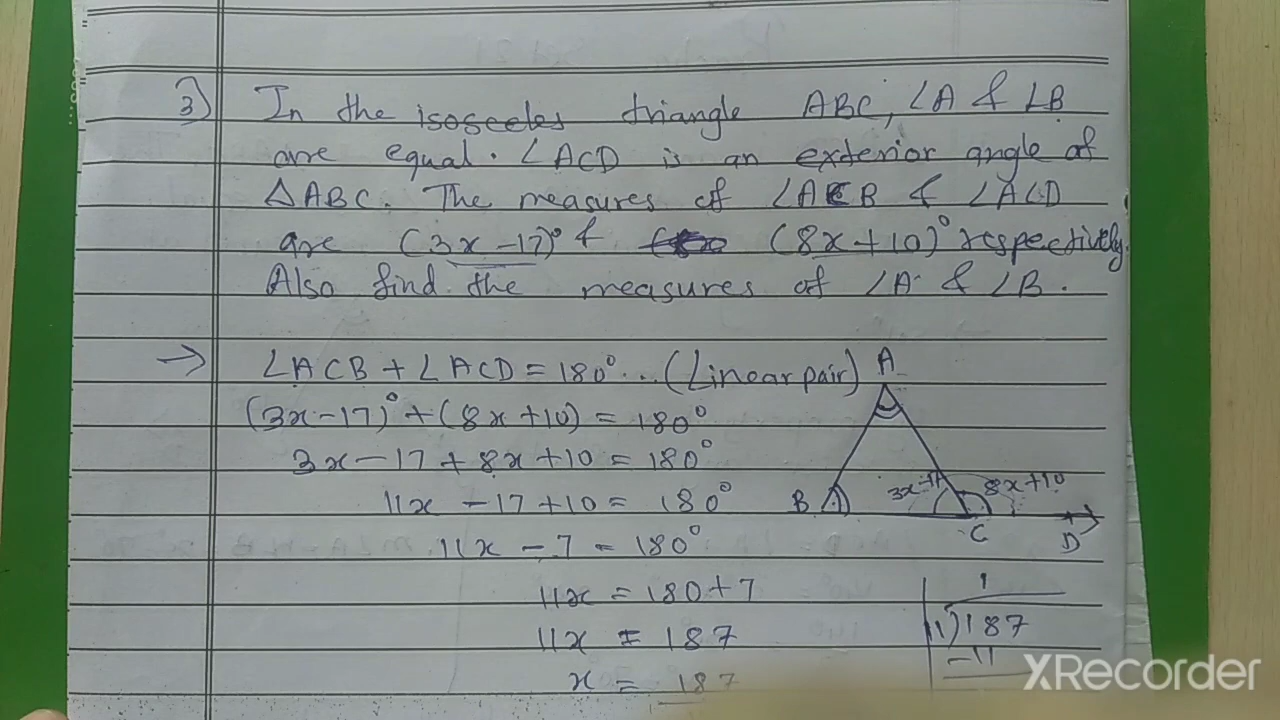 3) In the isosceles triangle ABC, ∠A & ∠B
are equal. ∠ACD is an exterior angle of
△ABC. The measures of ∠ACB & ∠ACD
are (3x-17)° & (8x+10)° respectively.
Also find the measures of ∠A & ∠B.
→ ∠ACB + ∠ACD = 180° ... (Linear pair)
(3x-17)° + (8x+10) = 180°
3x - 17 + 8x + 10 = 180°
11x - 17 + 10 = 180°
11x - 7 = 180°
11x = 180 + 7
11x = 187
x = 187
A
B 3x-17 8x+10
C D
1
11)187
-11
XRecorder